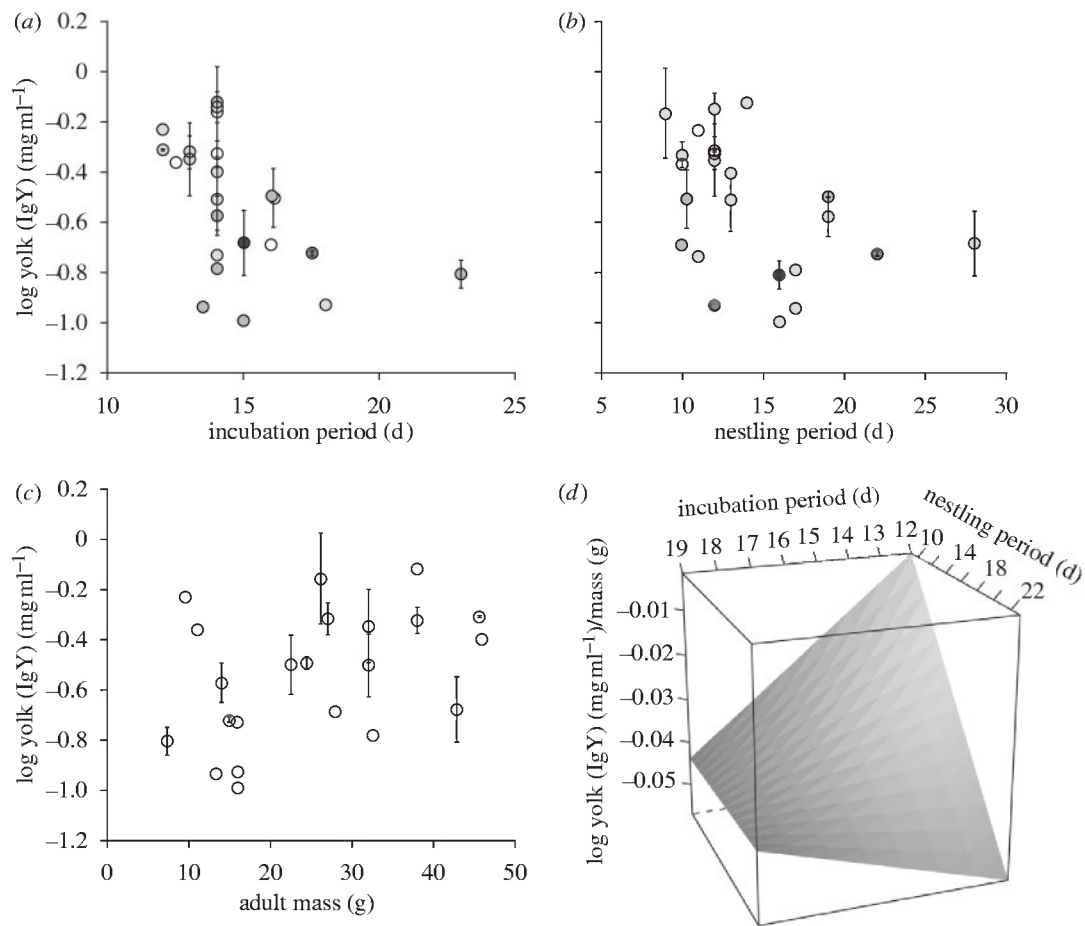 (a)
0.2
0
–0.2
–0.4
–0.6
–0.8
–1.0
–1.2
log yolk (IgY) (mg ml⁻¹)
10 15 20 25
incubation period (d)
(b)
5 10 15 20 25 30
nestling period (d)
(c)
0.2
0
–0.2
–0.4
–0.6
–0.8
–1.0
–1.2
log yolk (IgY) (mg ml⁻¹)
0 10 20 30 40 50
adult mass (g)
(d)
incubation period (d)
19 18 17 16 15 14 13 12
nestling period (d)
10 14 18 22
–0.01
–0.02
–0.03
–0.04
–0.05
log yolk (IgY) (mg ml⁻¹)/mass (g)